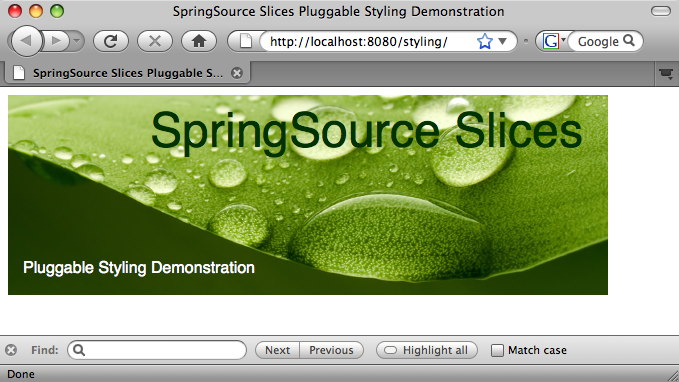 SpringSource Slices Pluggable Styling Demonstration
http://localhost:8080/styling/
G
Google
SpringSource Slices Pluggable S...
SpringSource Slices
Pluggable Styling Demonstration
Find:
Next
Previous
Highlight all
Match case
Done